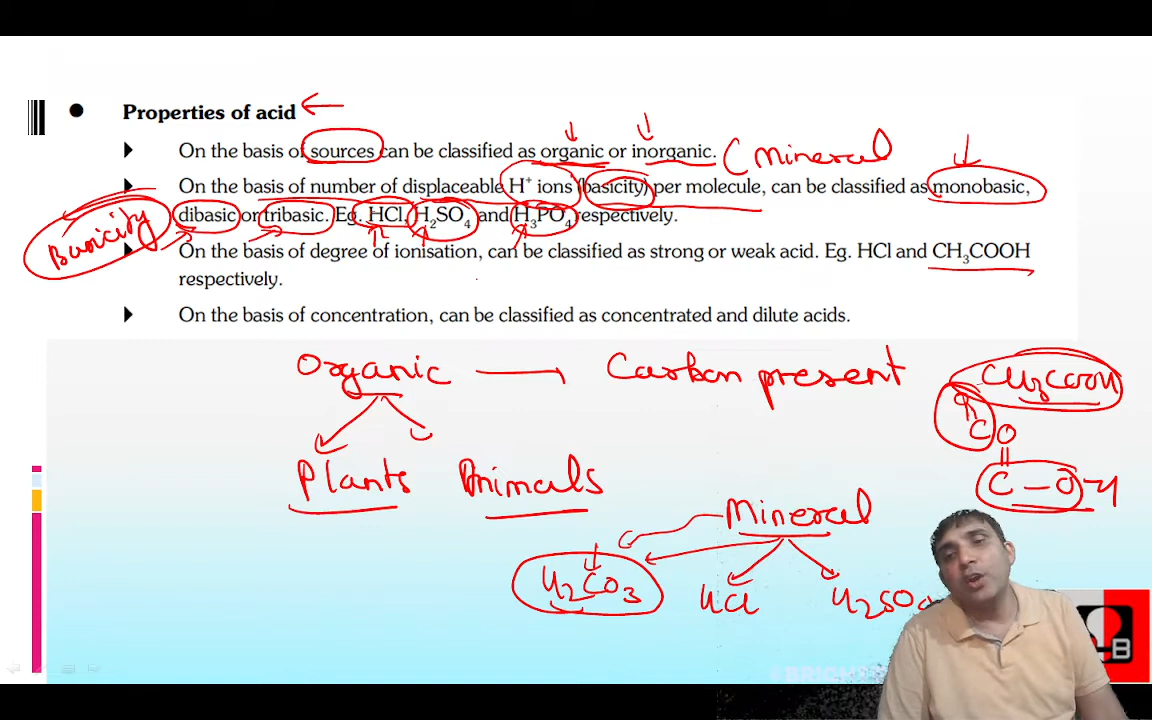 Properties of acid
On the basis of sources can be classified as organic or inorganic. (Mineral
On the basis of number of displaceable H⁺ ions (basicity) per molecule, can be classified as monobasic,
dibasic or tribasic. Eg. HCl, H₂SO₄ and H₃PO₄ respectively.
Basicity
On the basis of degree of ionisation, can be classified as strong or weak acid. Eg. HCl and CH₃COOH
respectively.
On the basis of concentration, can be classified as concentrated and dilute acids.
Organic — Carbon present
CH₃COOH
O
C — O - H
Plants Animals
Mineral
H₂CO₃ HCl H₂SO₄
B